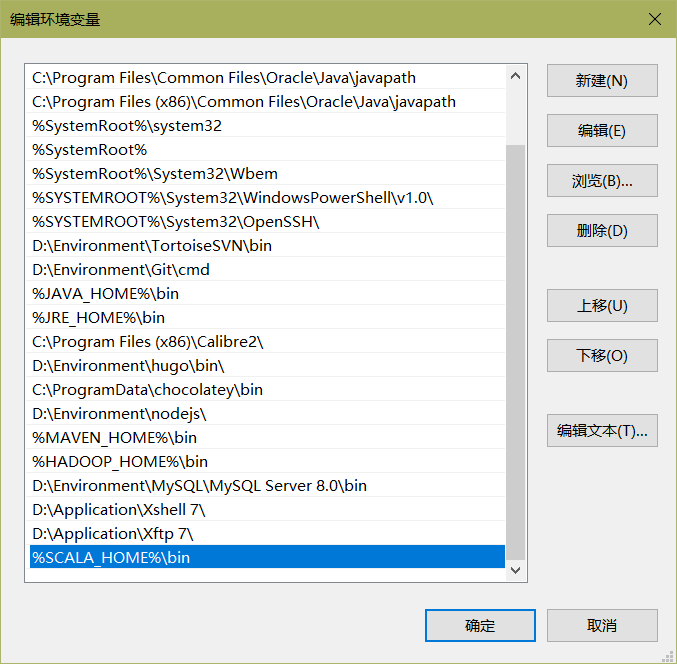 编辑环境变量
C:\Program Files\Common Files\Oracle\Java\javapath
C:\Program Files (x86)\Common Files\Oracle\Java\javapath
%SystemRoot%\system32
%SystemRoot%
%SystemRoot%\System32\Wbem
%SYSTEMROOT%\System32\WindowsPowerShell\v1.0\
%SYSTEMROOT%\System32\OpenSSH\
D:\Environment\TortoiseSVN\bin
D:\Environment\Git\cmd
%JAVA_HOME%\bin
%JRE_HOME%\bin
C:\Program Files (x86)\Calibre2\
D:\Environment\hugo\bin\
C:\ProgramData\chocolatey\bin
D:\Environment\nodejs\
%MAVEN_HOME%\bin
%HADOOP_HOME%\bin
D:\Environment\MySQL\MySQL Server 8.0\bin
D:\Application\Xshell 7\
D:\Application\Xftp 7\
%SCALA_HOME%\bin
新建(N)
编辑(E)
浏览(B)...
删除(D)
上移(U)
下移(O)
编辑文本(T)...
确定
取消